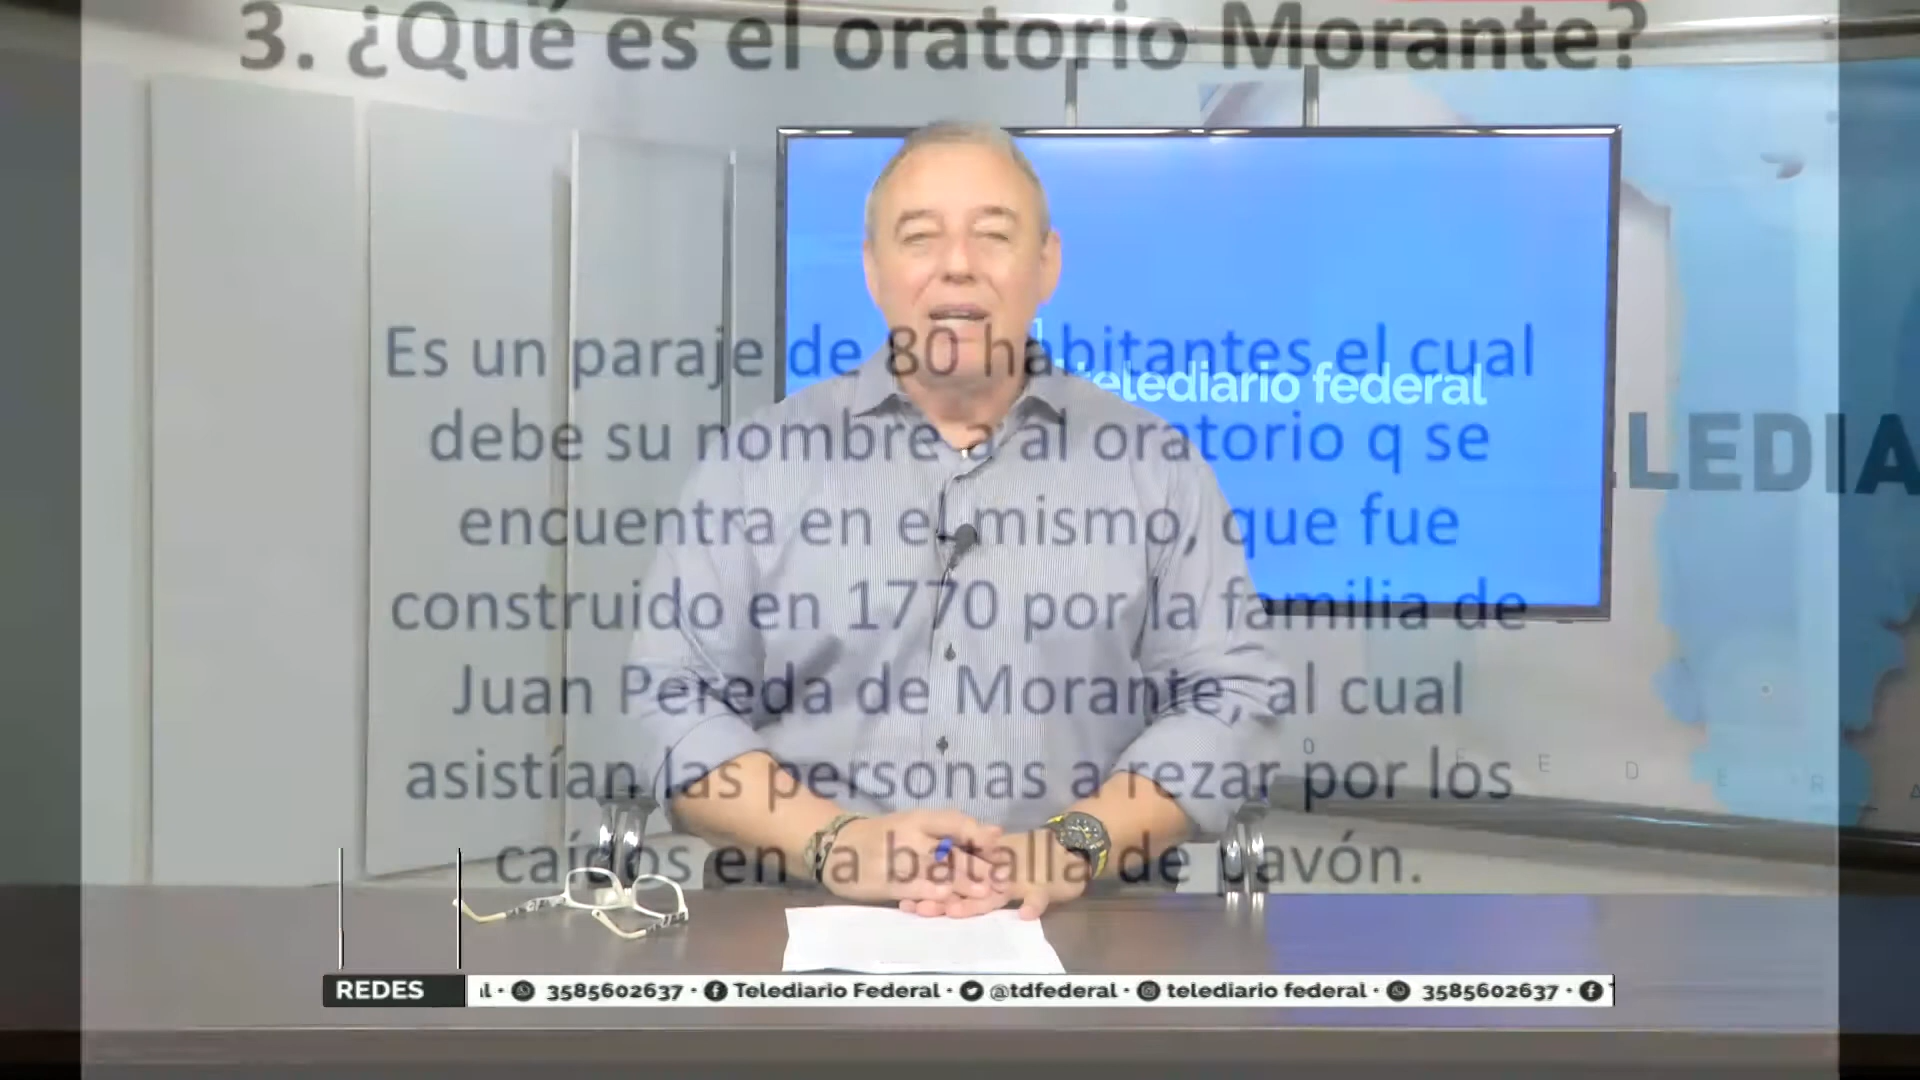 3. ¿Qué es el oratorio Morante?
Es un paraje de 80 habitantes el cual
telediario federal
debe su nombre a al oratorio q se
LEDIA
encuentra en el mismo, que fue
construido en 1770 por la familia de
Juan Pereda de Morante, al cual
asistían las personas a rezar por los
caídos en la batalla de pavón.
REDES
3585602637 · Telediario Federal · @tdfederal · telediario federal · 3585602637 ·